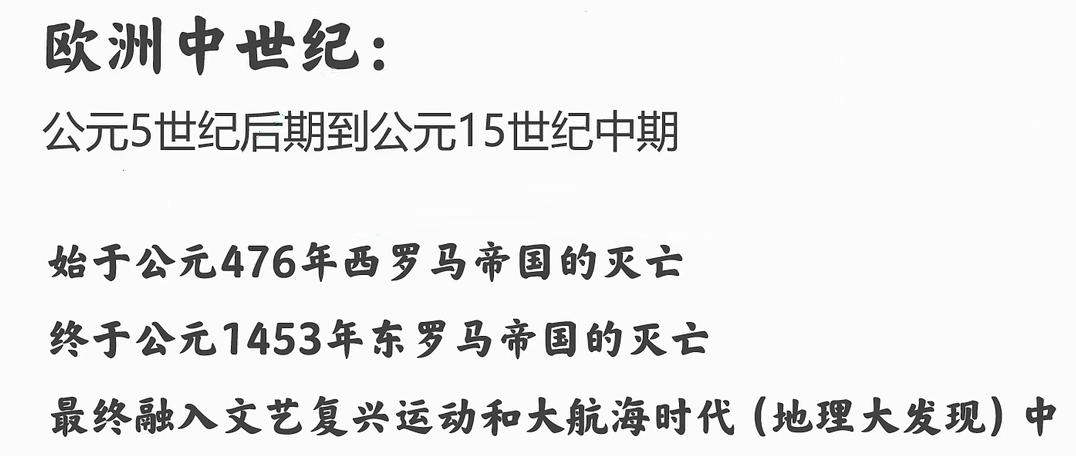 欧洲中世纪：
公元5世纪后期到公元15世纪中期
始于公元476年西罗马帝国的灭亡
终于公元1453年东罗马帝国的灭亡
最终融入文艺复兴运动和大航海时代（地理大发现）中